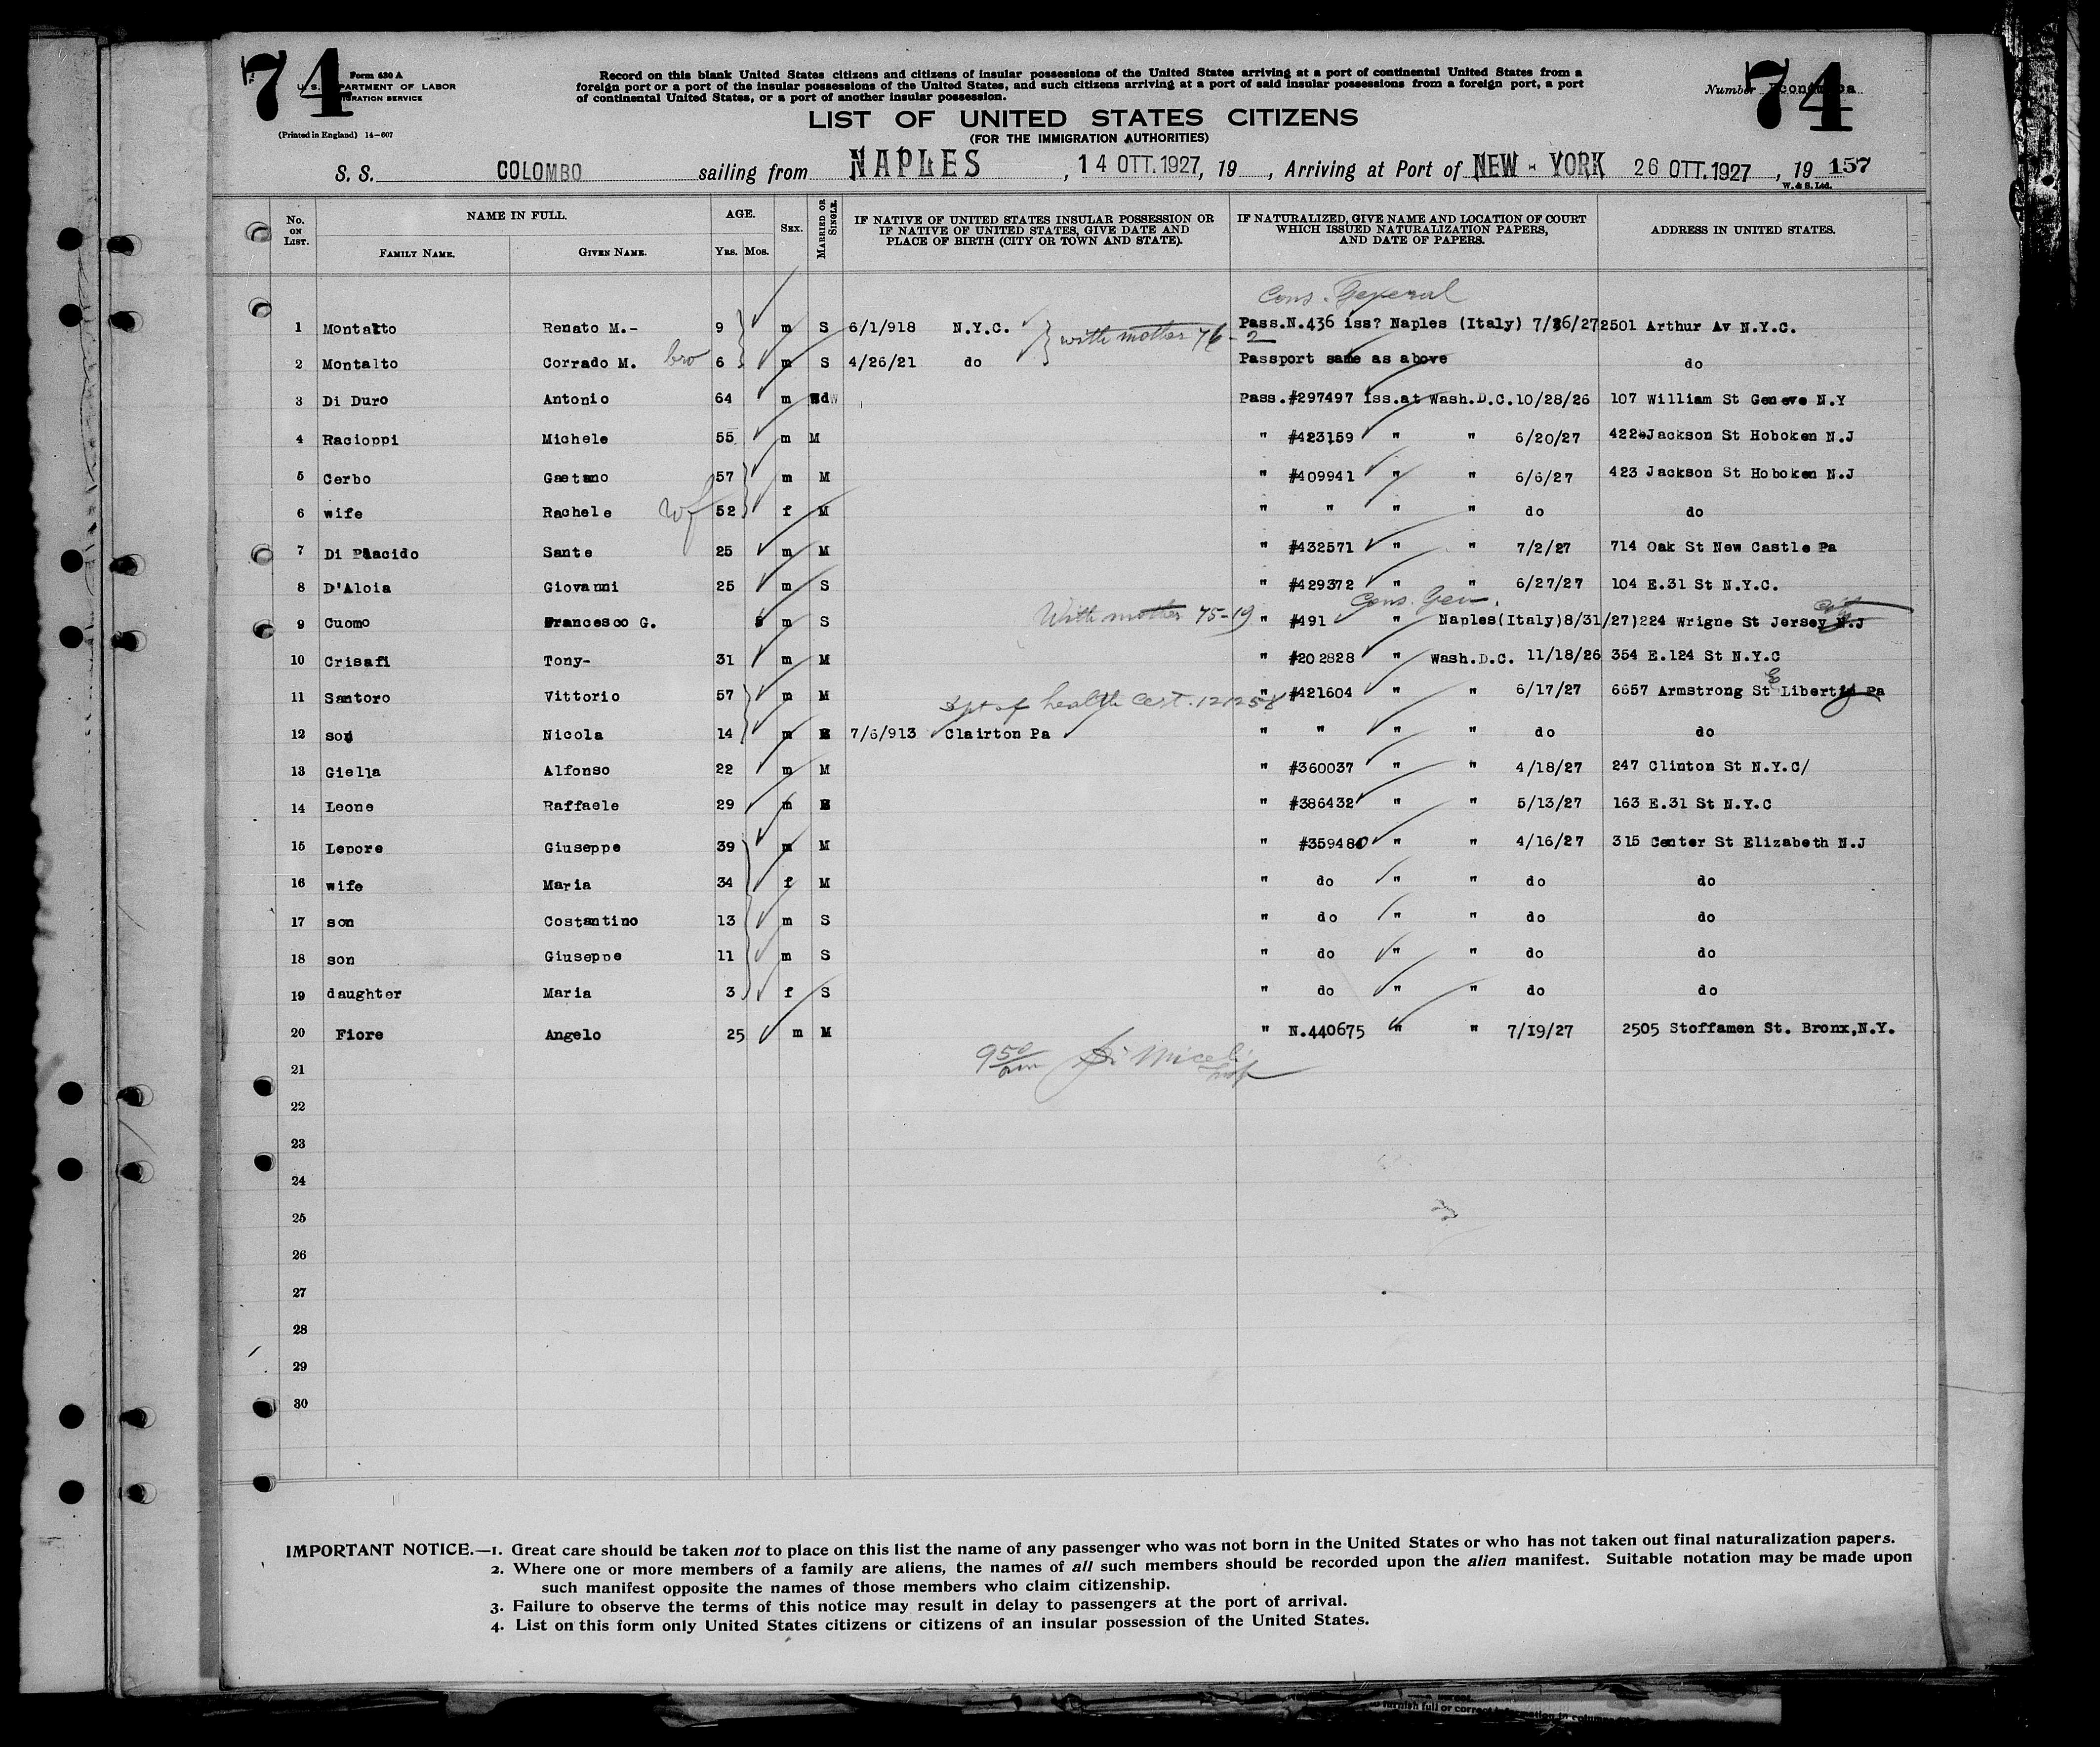 74
Form 630 A
U. S. DEPARTMENT OF LABOR
IMMIGRATION SERVICE
(Printed in England) 14—507
Record on this blank United States citizens and citizens of insular possessions of the United States arriving at a port of continental United States from a
foreign port or a port of the insular possessions of the United States, and such citizens arriving at a port of said insular possessions from a foreign port, a port
of continental United States, or a port of another insular possession.
Number
74
LIST OF UNITED STATES CITIZENS
(FOR THE IMMIGRATION AUTHORITIES)
S. S. COLOMBO sailing from NAPLES, 14 OTT.1927, 19 , Arriving at Port of NEW - YORK 26 OTT.1927, 19 157
W. & S. Ltd.
No. ON LIST. NAME IN FULL. AGE. SEX. MARRIED OR SINGLE. IF NATIVE OF UNITED STATES INSULAR POSSESSION OR IF NATIVE OF UNITED STATES, GIVE DATE AND PLACE OF BIRTH (CITY OR TOWN AND STATE). IF NATURALIZED, GIVE NAME AND LOCATION OF COURT WHICH ISSUED NATURALIZATION PAPERS, AND DATE OF PAPERS. ADDRESS IN UNITED STATES.
FAMILY NAME. GIVEN NAME. YRS. MOS.
Cons. General
1 Montalto Renato M.- 9 m S 6/1/918 N.Y.C. Pass.N.436 iss? Naples (Italy) 7/26/27 2501 Arthur Av N.Y.C.
with mother 76-2
2 Montalto Corrado M. bro 6 m S 4/26/21 do Passport same as above do
3 Di Duro Antonio 64 m Wd Pass.#297497 Iss.at Wash.D.C.10/28/26 107 William St Geneve N.Y
4 Racioppi Michele 55 m M " #423159 " " 6/20/27 422 Jackson St Hoboken N.J
5 Cerbo Gaetano 57 m M " #409941 " " 6/6/27 423 Jackson St Hoboken N.J
6 wife Rachele wf 52 f M " " " " do do
7 Di Placido Sante 25 m M " #432571 " " 7/2/27 714 Oak St New Castle Pa
8 D'Aloia Giovanni 25 m S " #429372 " " 6/27/27 104 E.31 St N.Y.C.
Cons. Gen.
9 Cuomo Francesco G. m S With mother 75-19 " #491 " Naples(Italy)8/31/27)224 Wrigne St Jersey N.J
10 Crisafi Tony- 31 m M " #202828 " Wash.D.C. 11/18/26 354 E.124 St N.Y.C
11 Santoro Vittorio 57 m M " #421604 " " 6/17/27 6657 Armstrong St E Liberty Pa
Dpt of health Cert. 121258
12 son Nicola 14 m 7/6/913 Clairton Pa " " " " do do
13 Giella Alfonso 22 m M " #360037 " " 4/18/27 247 Clinton St N.Y.C/
14 Leone Raffaele 29 m " #386432 " " 5/13/27 163 E.31 St N.Y.C
15 Lepore Giuseppe 39 m M " #359480 " " 4/16/27 315 Center St Elizabeth N.J
16 wife Maria 34 f M " do " " do do
17 son Costantino 13 m S " do " " do do
18 son Giuseppe 11 m S " do " " do do
19 daughter Maria 3 f S " do " " do do
20 Fiore Angelo 25 m M " N.440675 " " 7/19/27 2505 Stoffamen St. Bronx,N.Y.
21 9 50 am Di Miceli Insp
22
23
24
25
26
27
28
29
30
IMPORTANT NOTICE.—1. Great care should be taken not to place on this list the name of any passenger who was not born in the United States or who has not taken out final naturalization papers.
2. Where one or more members of a family are aliens, the names of all such members should be recorded upon the alien manifest. Suitable notation may be made upon
such manifest opposite the names of those members who claim citizenship.
3. Failure to observe the terms of this notice may result in delay to passengers at the port of arrival.
4. List on this form only United States citizens or citizens of an insular possession of the United States.